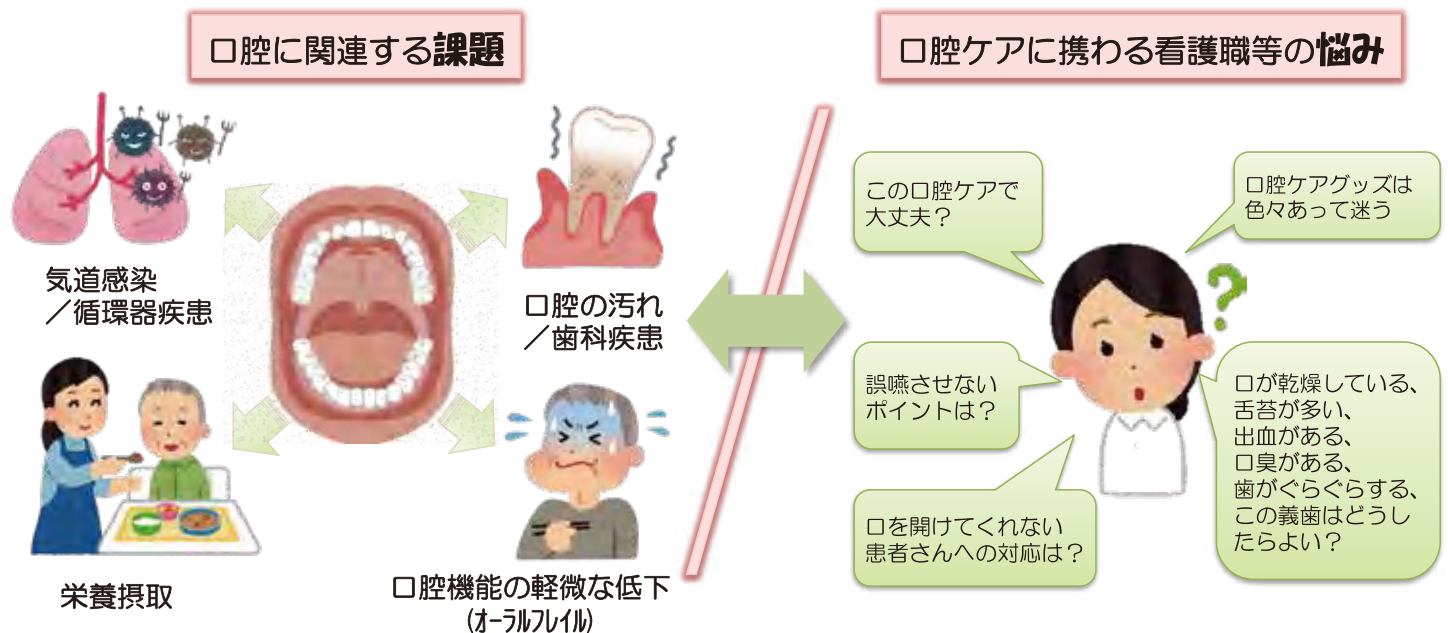 口腔に関連する課題
気道感染
／循環器疾患
口腔の汚れ
／歯科疾患
栄養摂取
口腔機能の軽微な低下
(オーラルフレイル)
口腔ケアに携わる看護職等の悩み
この口腔ケアで
大丈夫？
口腔ケアグッズは
色々あって迷う
誤嚥させない
ポイントは？
口を開けてくれない
患者さんへの対応は？
口が乾燥している、
舌苔が多い、
出血がある、
口臭がある、
歯がぐらぐらする、
この義歯はどうし
たらよい？